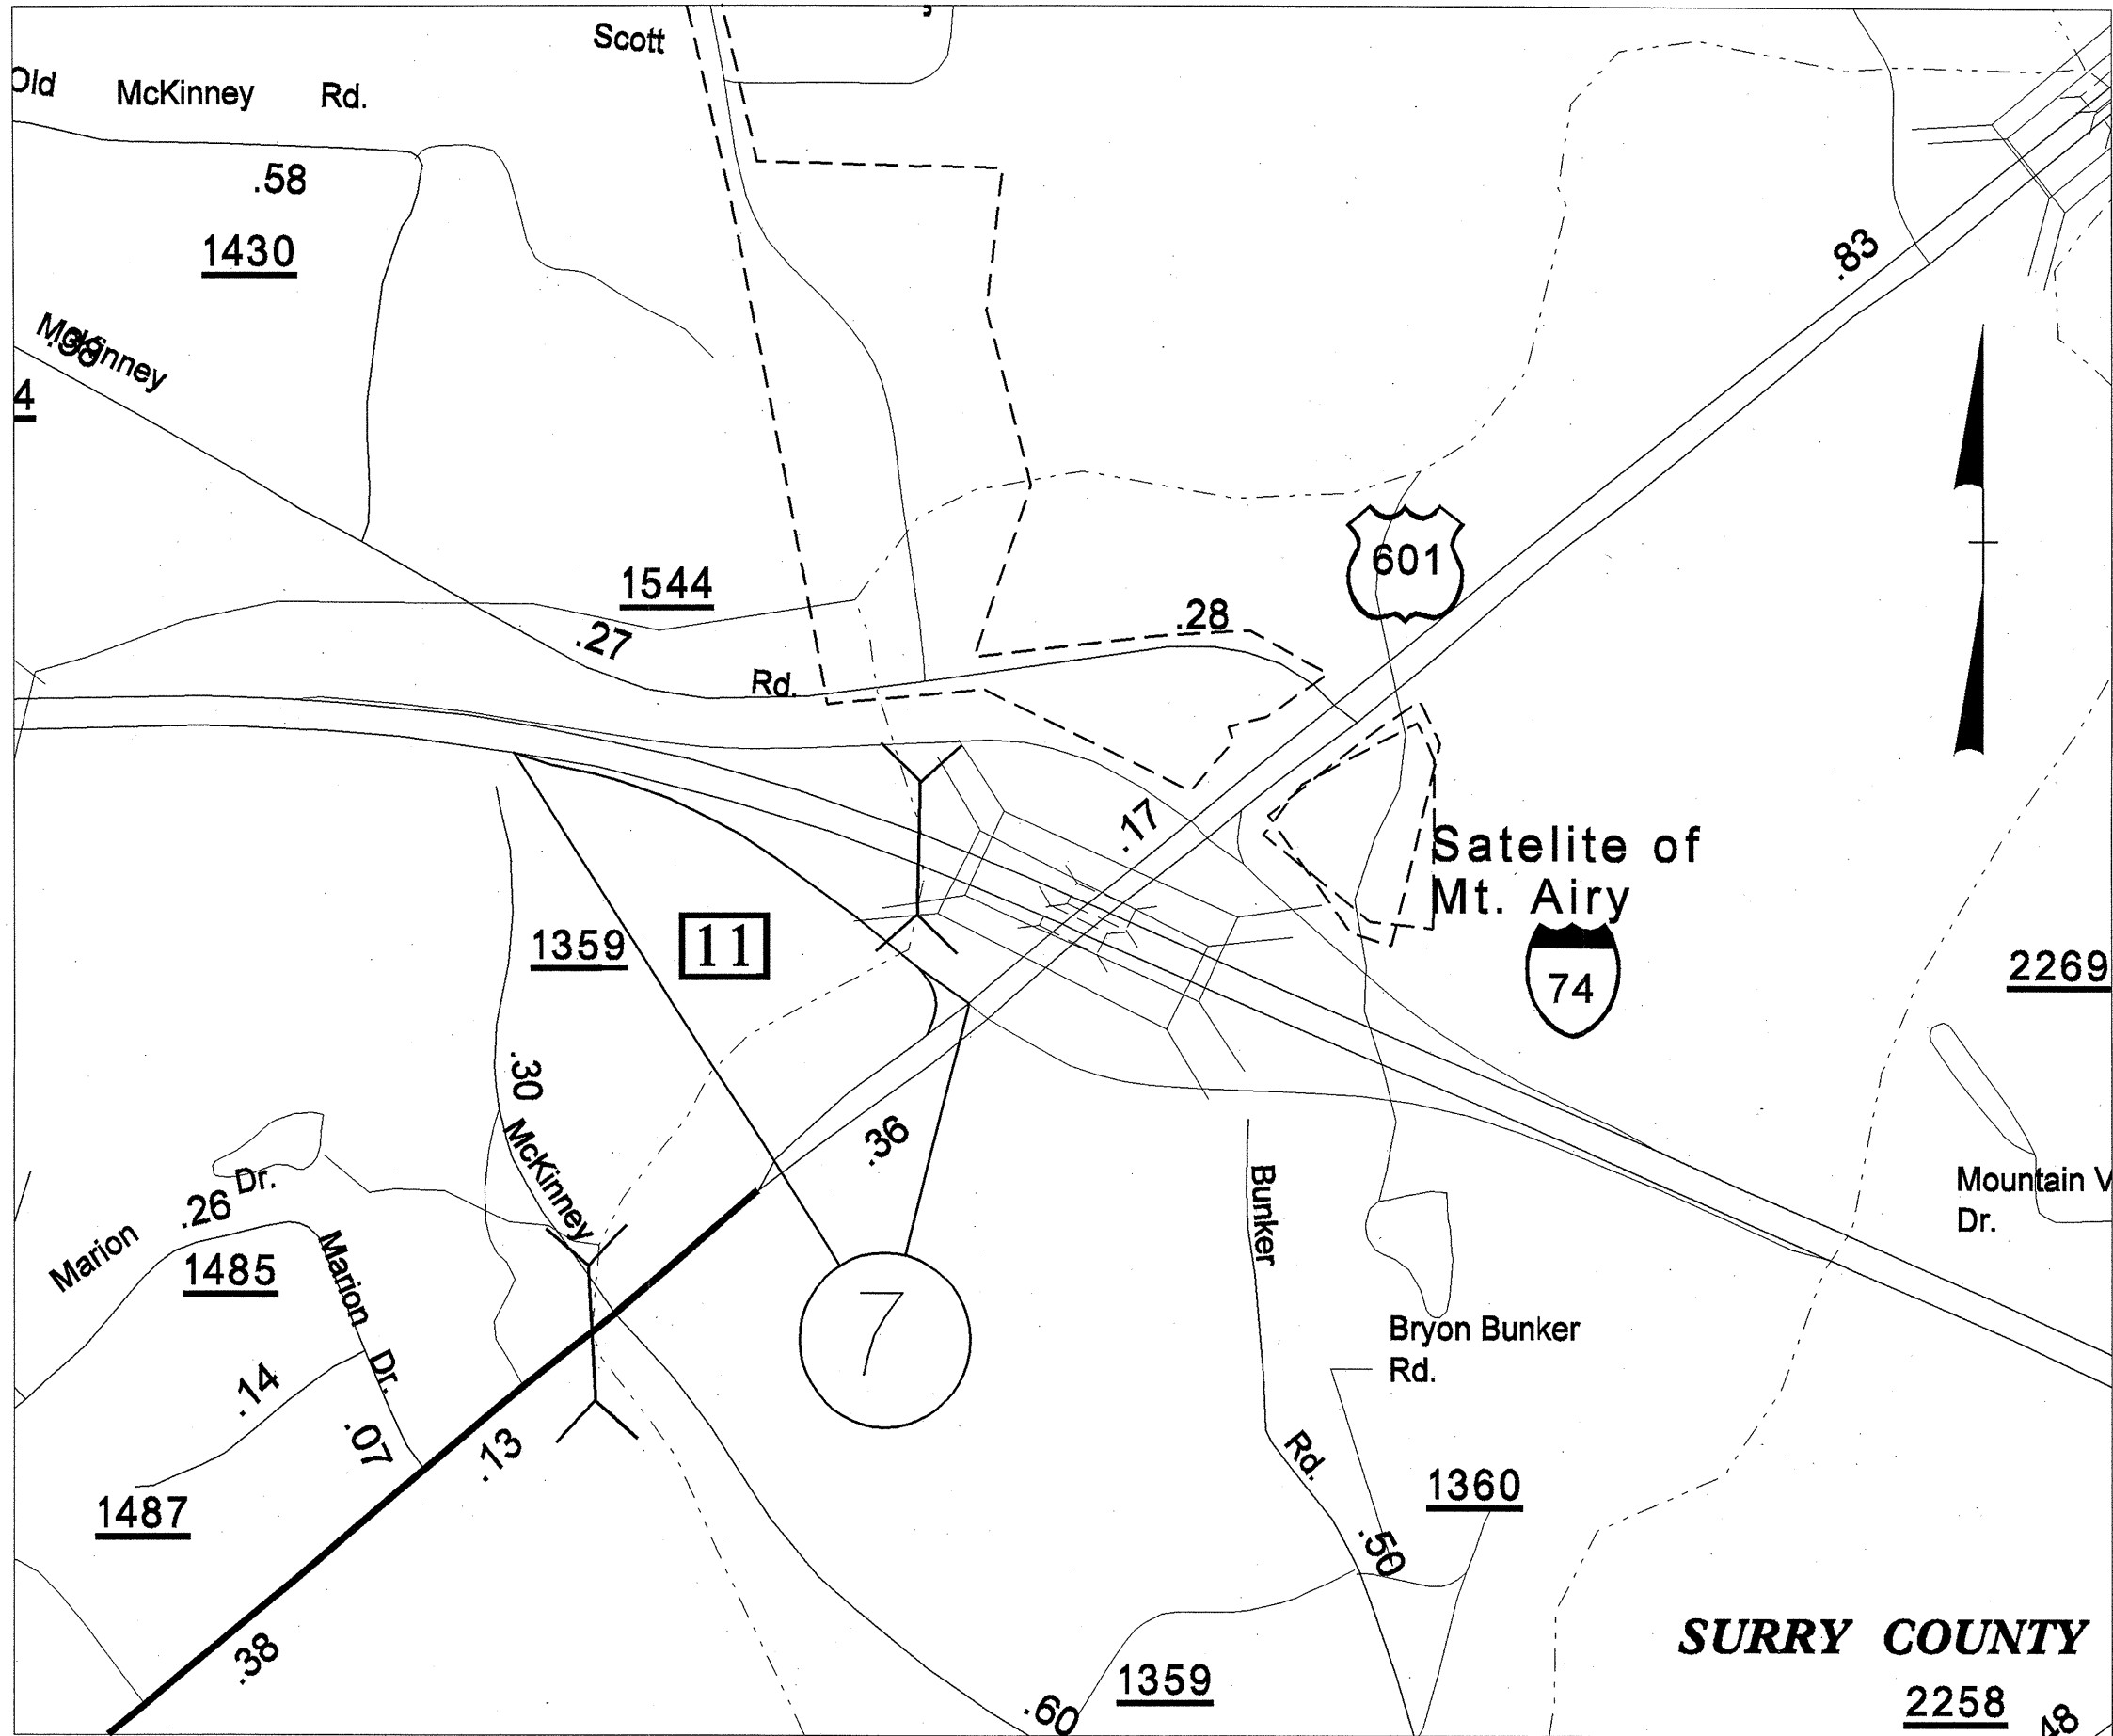 Scott
Old McKinney Rd.
.58
1430
McKinney
.38
4
.83
601
1544
.27
.28
Rd.
.17
Satelite of
Mt. Airy
74
1359
11
2269
.30
McKinney
.36
Mountain V
Dr.
Bunker
Dr.
.26
Marion
1485
Marion
Dr.
7
Bryon Bunker
Rd.
.14
.07
.13
Rd.
1360
1487
.50
SURRY COUNTY
.38
1359
.60
2258
.48